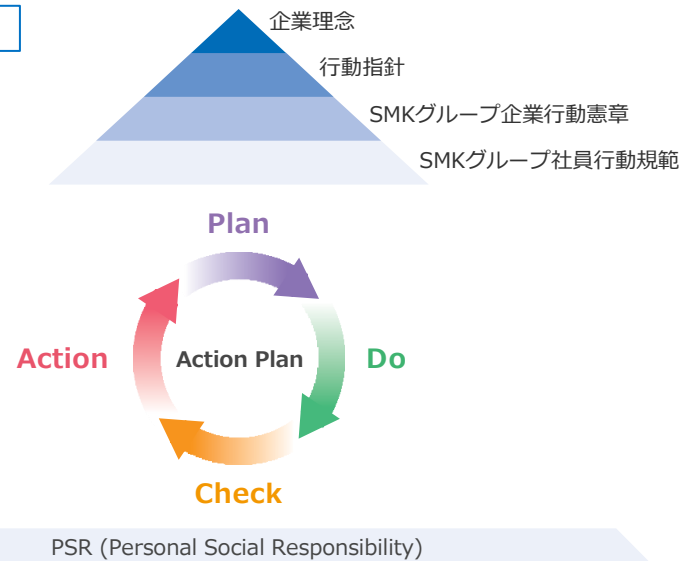 企業理念
行動指針
SMKグループ企業行動憲章
SMKグループ社員行動規範
Plan
Action
Action Plan
Do
Check
PSR (Personal Social Responsibility)